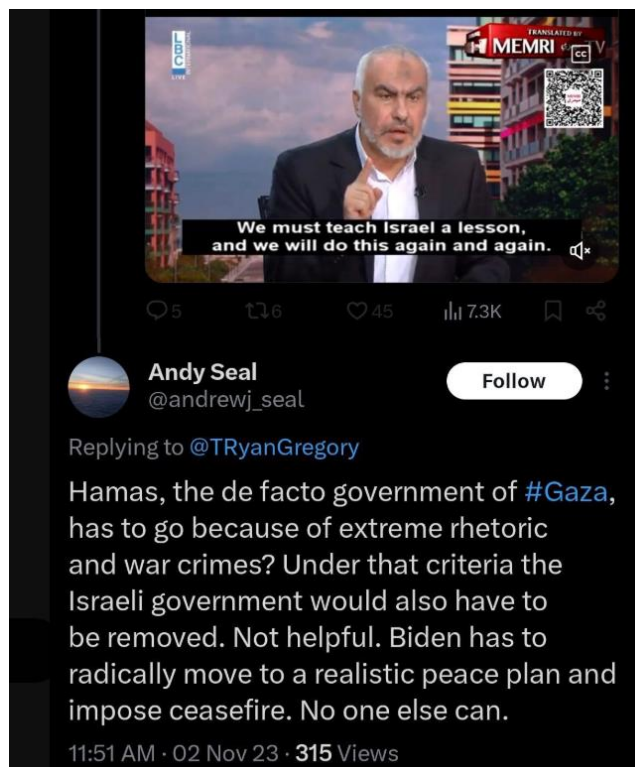 LBC
INTERNATIONAL
LIVE
TRANSLATED BY
MEMRI TV
CC
We must teach Israel a lesson,
and we will do this again and again.
5 6 45 7.3K
Andy Seal
@andrewj_seal
Follow
Replying to @TRyanGregory
Hamas, the de facto government of #Gaza,
has to go because of extreme rhetoric
and war crimes? Under that criteria the
Israeli government would also have to
be removed. Not helpful. Biden has to
radically move to a realistic peace plan and
impose ceasefire. No one else can.
11:51 AM · 02 Nov 23 · 315 Views